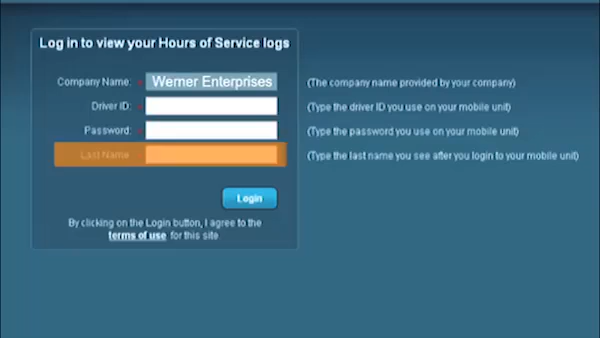 Log in to view your Hours of Service logs
Company Name: * Werner Enterprises (The company name provided by your company)
Driver ID: * (Type the driver ID you use on your mobile unit)
Password: * (Type the password you use on your mobile unit)
Last Name (Type the last name you see after you login to your mobile unit)
Login
By clicking on the Login button, I agree to the
terms of use for this site